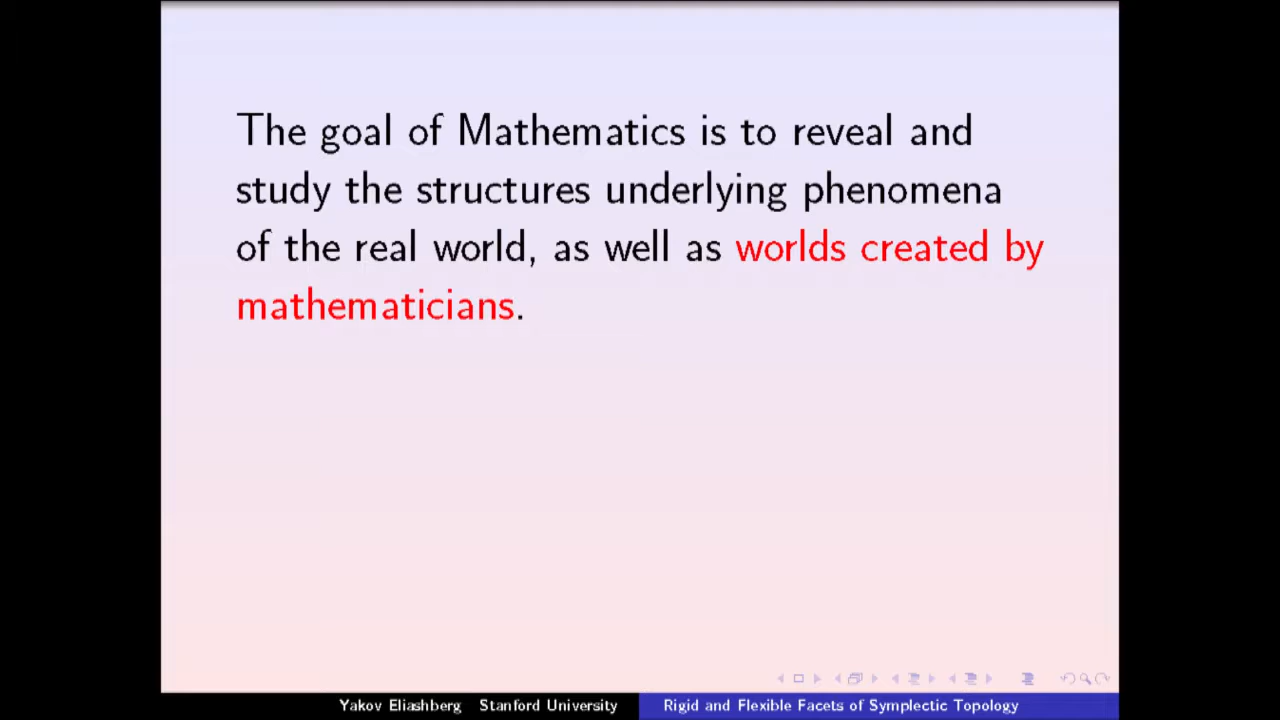 The goal of Mathematics is to reveal and
study the structures underlying phenomena
of the real world, as well as worlds created by
mathematicians.
Yakov Eliashberg Stanford University
Rigid and Flexible Facets of Symplectic Topology